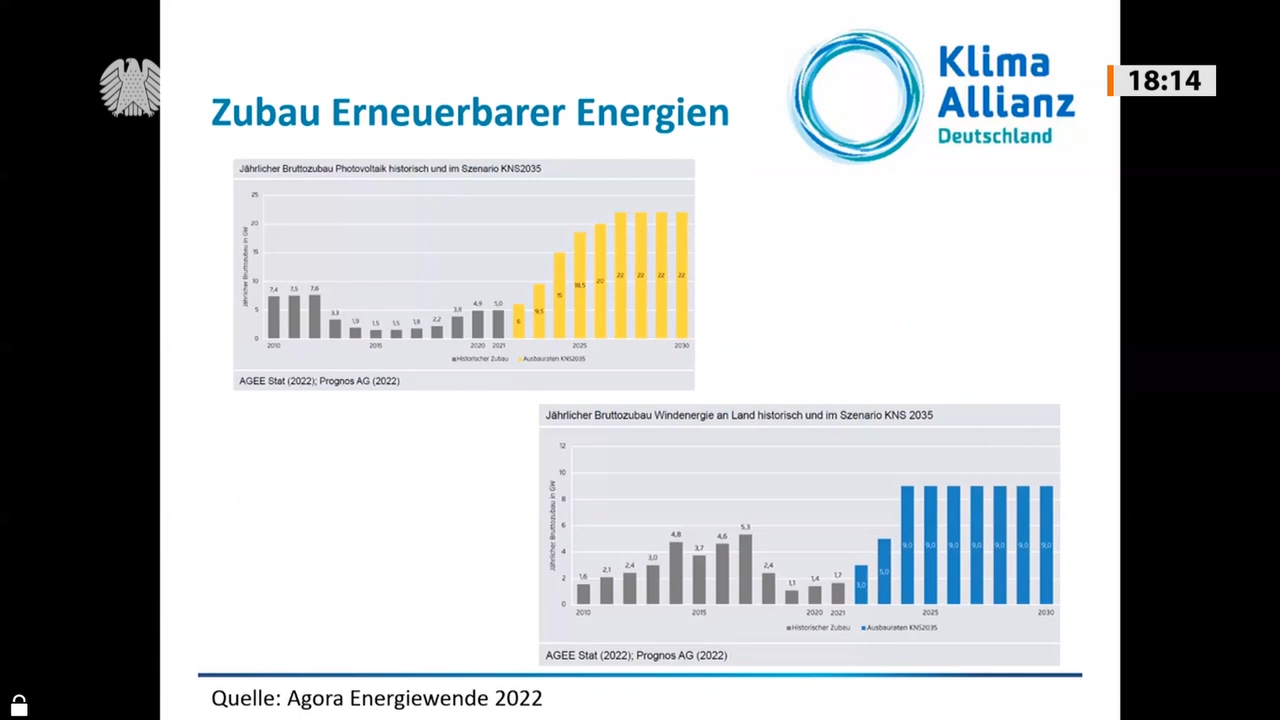 Klima
Allianz
Deutschland
18:14
Zubau Erneuerbarer Energien
Jährlicher Bruttozubau Photovoltaik historisch und im Szenario KNS2035
Jährlicher Bruttozubau in GW
25
20
15
10
5
0
7,4 7,5 7,6 3,3 1,9 1,5 1,5 1,8 2,2 3,8 4,9 5,0 6 9,5 15 18,5 20 22 22 22 22
2010 2015 2020 2021 2025 2030
Historischer Zubau Ausbauraten KNS2035
AGEE Stat (2022); Prognos AG (2022)
Jährlicher Bruttozubau Windenergie an Land historisch und im Szenario KNS 2035
Jährlicher Bruttozubau in GW
12
10
8
6
4
2
0
1,6 2,1 2,4 3,0 4,8 3,7 4,6 5,3 2,4 1,1 1,4 1,7 3,0 5,0 9,0 9,0 9,0 9,0 9,0 9,0 9,0
2010 2015 2020 2021 2025 2030
Historischer Zubau Ausbauraten KNS2035
AGEE Stat (2022); Prognos AG (2022)
Quelle: Agora Energiewende 2022